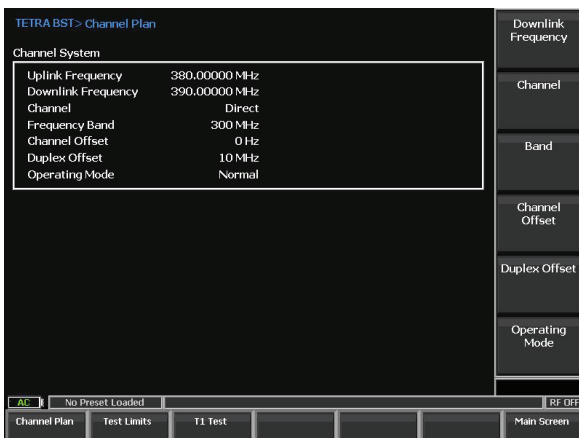 TETRA BST> Channel Plan
Channel System
Uplink Frequency 380.00000 MHz
Downlink Frequency 390.00000 MHz
Channel Direct
Frequency Band 300 MHz
Channel Offset 0 Hz
Duplex Offset 10 MHz
Operating Mode Normal
Downlink
Frequency
Channel
Band
Channel
Offset
Duplex Offset
Operating
Mode
AC No Preset Loaded RF OFF
Channel Plan Test Limits T1 Test Main Screen